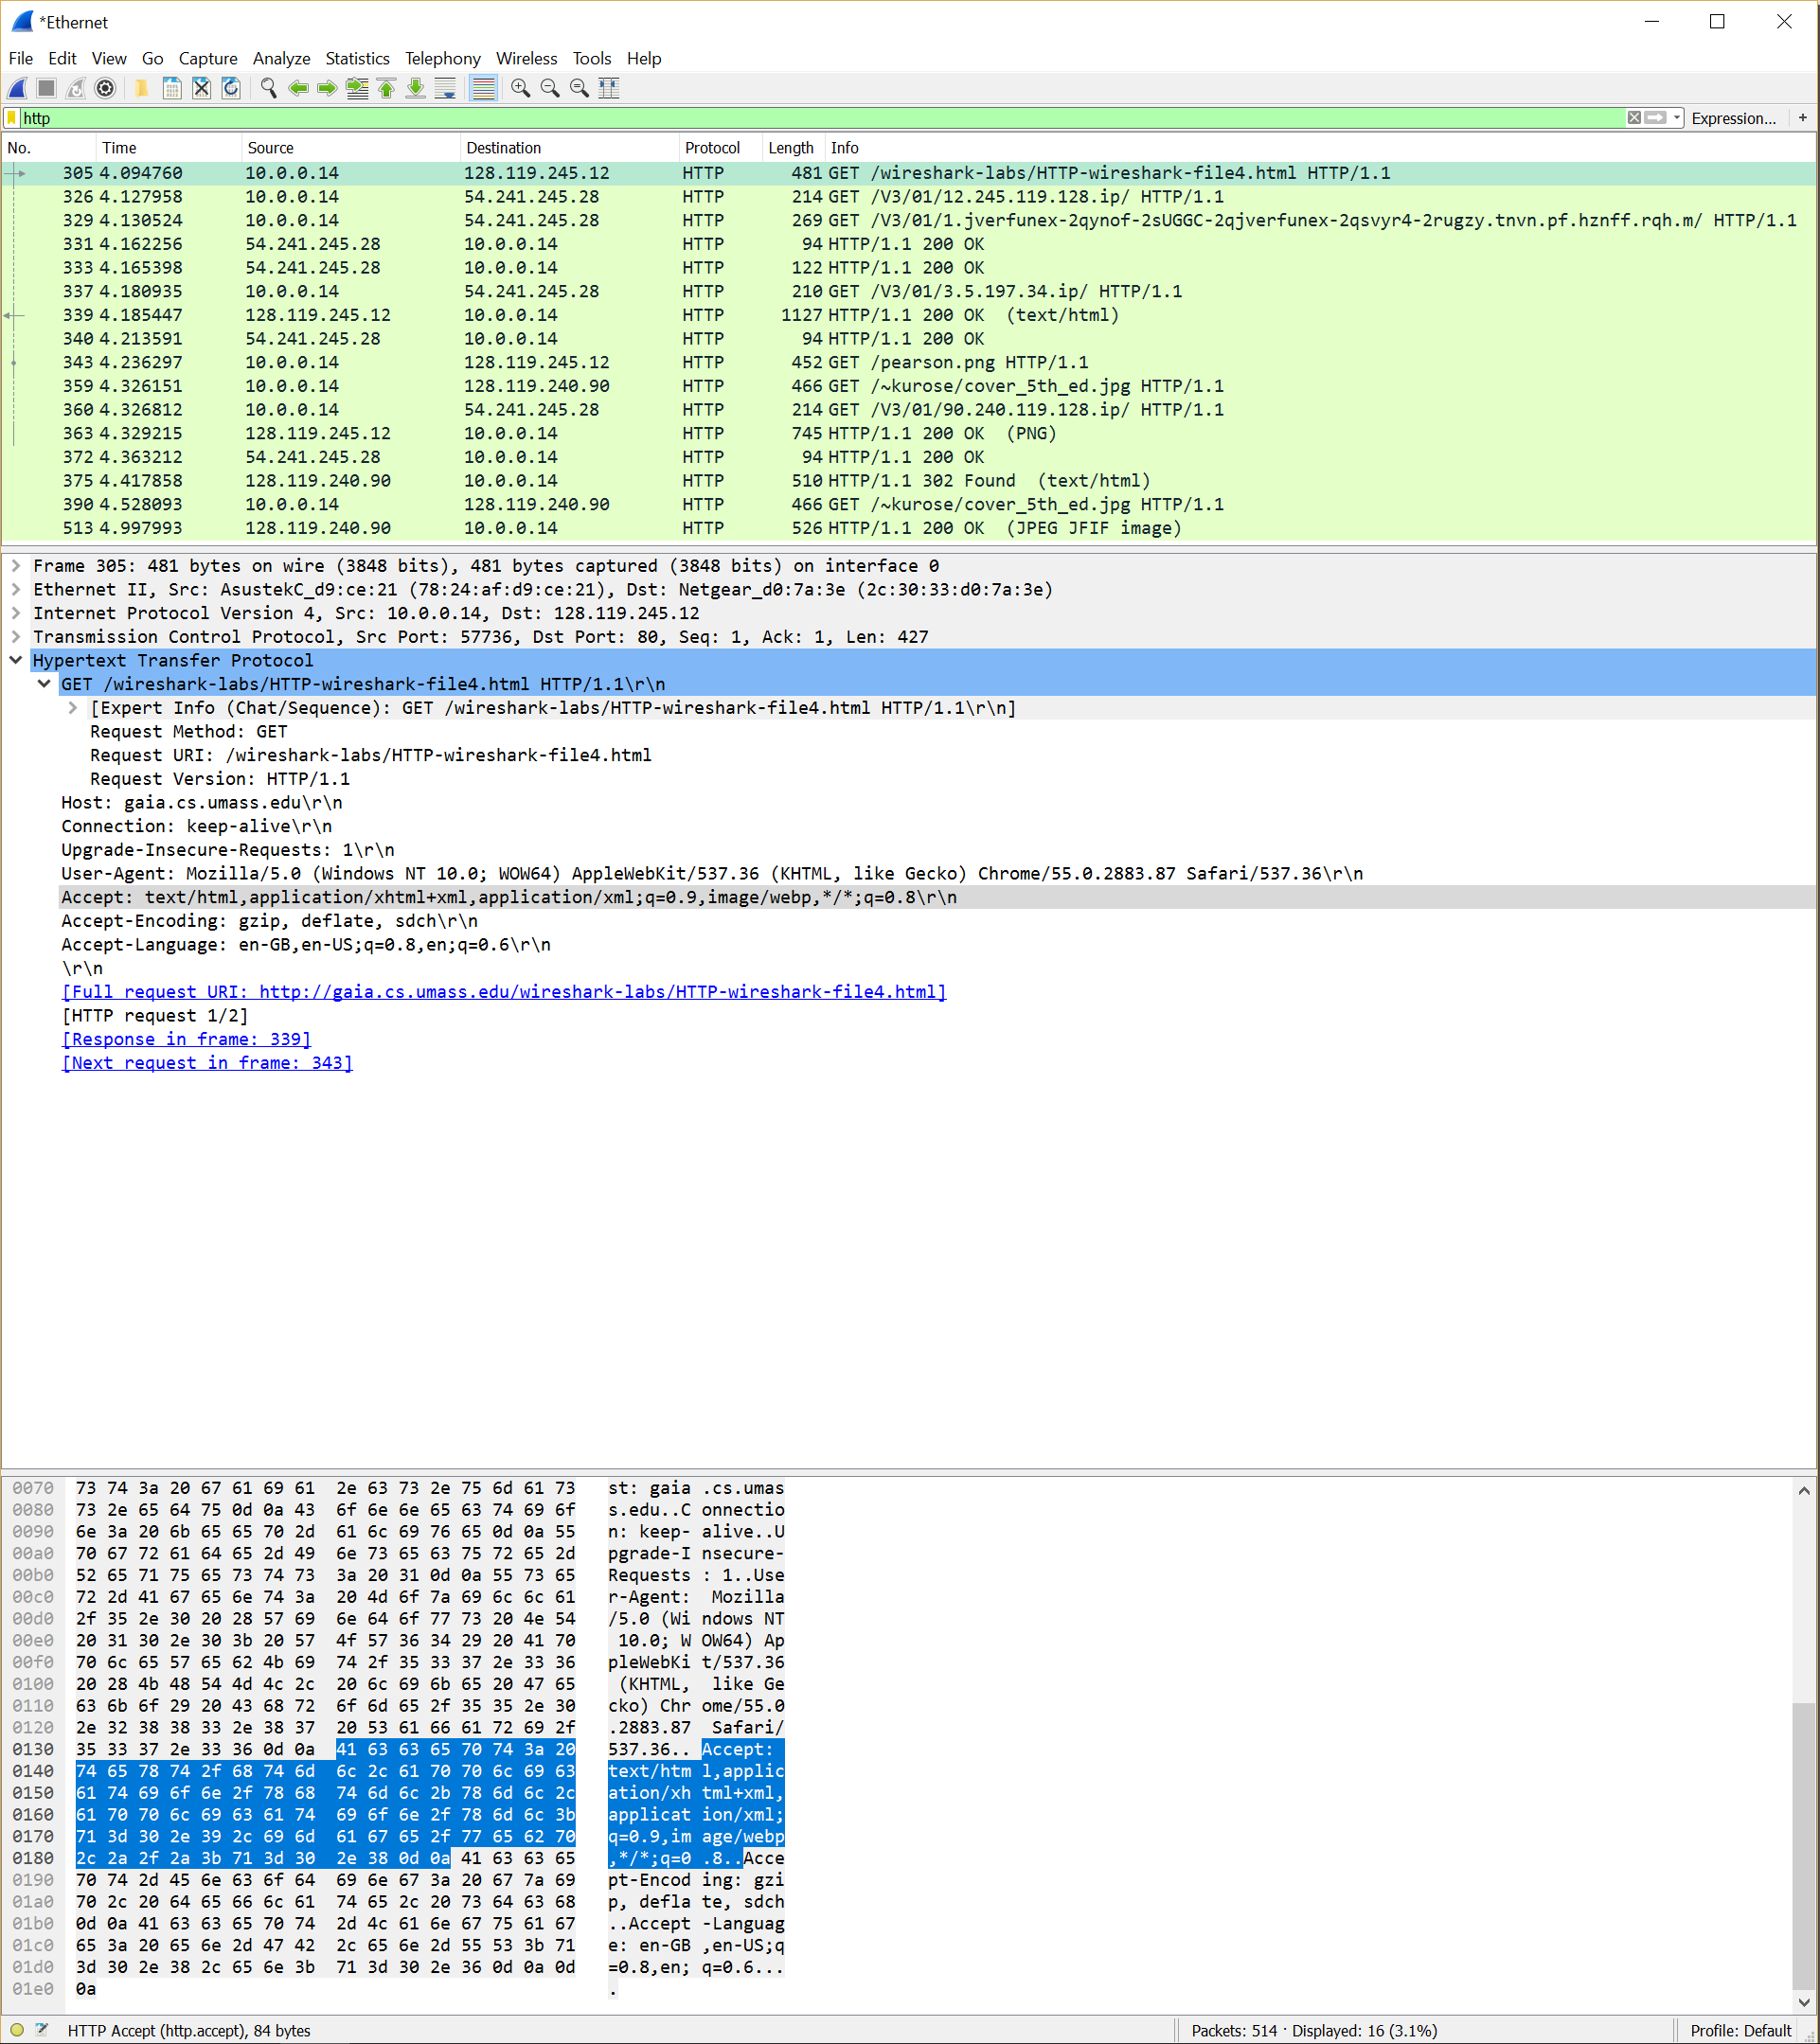 *Ethernet
File Edit View Go Capture Analyze Statistics Telephony Wireless Tools Help
http Expression... +
No. Time Source Destination Protocol Length Info
305 4.094760 10.0.0.14 128.119.245.12 HTTP 481 GET /wireshark-labs/HTTP-wireshark-file4.html HTTP/1.1
326 4.127958 10.0.0.14 54.241.245.28 HTTP 214 GET /V3/01/12.245.119.128.ip/ HTTP/1.1
329 4.130524 10.0.0.14 54.241.245.28 HTTP 269 GET /V3/01/1.jverfunex-2qynof-2sUGGC-2qjverfunex-2qsvyr4-2rugzy.tnvn.pf.hznff.rqh.m/ HTTP/1.1
331 4.162256 54.241.245.28 10.0.0.14 HTTP 94 HTTP/1.1 200 OK
333 4.165398 54.241.245.28 10.0.0.14 HTTP 122 HTTP/1.1 200 OK
337 4.180935 10.0.0.14 54.241.245.28 HTTP 210 GET /V3/01/3.5.197.34.ip/ HTTP/1.1
339 4.185447 128.119.245.12 10.0.0.14 HTTP 1127 HTTP/1.1 200 OK (text/html)
340 4.213591 54.241.245.28 10.0.0.14 HTTP 94 HTTP/1.1 200 OK
343 4.236297 10.0.0.14 128.119.245.12 HTTP 452 GET /pearson.png HTTP/1.1
359 4.326151 10.0.0.14 128.119.240.90 HTTP 466 GET /~kurose/cover_5th_ed.jpg HTTP/1.1
360 4.326812 10.0.0.14 54.241.245.28 HTTP 214 GET /V3/01/90.240.119.128.ip/ HTTP/1.1
363 4.329215 128.119.245.12 10.0.0.14 HTTP 745 HTTP/1.1 200 OK (PNG)
372 4.363212 54.241.245.28 10.0.0.14 HTTP 94 HTTP/1.1 200 OK
375 4.417858 128.119.240.90 10.0.0.14 HTTP 510 HTTP/1.1 302 Found (text/html)
390 4.528093 10.0.0.14 128.119.240.90 HTTP 466 GET /~kurose/cover_5th_ed.jpg HTTP/1.1
513 4.997993 128.119.240.90 10.0.0.14 HTTP 526 HTTP/1.1 200 OK (JPEG JFIF image)
Frame 305: 481 bytes on wire (3848 bits), 481 bytes captured (3848 bits) on interface 0
Ethernet II, Src: AsustekC_d9:ce:21 (78:24:af:d9:ce:21), Dst: Netgear_d0:7a:3e (2c:30:33:d0:7a:3e)
Internet Protocol Version 4, Src: 10.0.0.14, Dst: 128.119.245.12
Transmission Control Protocol, Src Port: 57736, Dst Port: 80, Seq: 1, Ack: 1, Len: 427
Hypertext Transfer Protocol
GET /wireshark-labs/HTTP-wireshark-file4.html HTTP/1.1\r\n
[Expert Info (Chat/Sequence): GET /wireshark-labs/HTTP-wireshark-file4.html HTTP/1.1\r\n]
Request Method: GET
Request URI: /wireshark-labs/HTTP-wireshark-file4.html
Request Version: HTTP/1.1
Host: gaia.cs.umass.edu\r\n
Connection: keep-alive\r\n
Upgrade-Insecure-Requests: 1\r\n
User-Agent: Mozilla/5.0 (Windows NT 10.0; WOW64) AppleWebKit/537.36 (KHTML, like Gecko) Chrome/55.0.2883.87 Safari/537.36\r\n
Accept: text/html,application/xhtml+xml,application/xml;q=0.9,image/webp,*/*;q=0.8\r\n
Accept-Encoding: gzip, deflate, sdch\r\n
Accept-Language: en-GB,en-US;q=0.8,en;q=0.6\r\n
\r\n
[Full request URI: http://gaia.cs.umass.edu/wireshark-labs/HTTP-wireshark-file4.html]
[HTTP request 1/2]
[Response in frame: 339]
[Next request in frame: 343]
0070 73 74 3a 20 67 61 69 61 2e 63 73 2e 75 6d 61 73 st: gaia .cs.umas
0080 73 2e 65 64 75 0d 0a 43 6f 6e 6e 65 63 74 69 6f s.edu..C onnectio
0090 6e 3a 20 6b 65 65 70 2d 61 6c 69 76 65 0d 0a 55 n: keep- alive..U
00a0 70 67 72 61 64 65 2d 49 6e 73 65 63 75 72 65 2d pgrade-I nsecure-
00b0 52 65 71 75 65 73 74 73 3a 20 31 0d 0a 55 73 65 Requests : 1..Use
00c0 72 2d 41 67 65 6e 74 3a 20 4d 6f 7a 69 6c 6c 61 r-Agent: Mozilla
00d0 2f 35 2e 30 20 28 57 69 6e 64 6f 77 73 20 4e 54 /5.0 (Wi ndows NT
00e0 20 31 30 2e 30 3b 20 57 4f 57 36 34 29 20 41 70 10.0; W OW64) Ap
00f0 70 6c 65 57 65 62 4b 69 74 2f 35 33 37 2e 33 36 pleWebKi t/537.36
0100 20 28 4b 48 54 4d 4c 2c 20 6c 69 6b 65 20 47 65 (KHTML, like Ge
0110 63 6b 6f 29 20 43 68 72 6f 6d 65 2f 35 35 2e 30 cko) Chr ome/55.0
0120 2e 32 38 38 33 2e 38 37 20 53 61 66 61 72 69 2f .2883.87 Safari/
0130 35 33 37 2e 33 36 0d 0a 41 63 63 65 70 74 3a 20 537.36.. Accept:
0140 74 65 78 74 2f 68 74 6d 6c 2c 61 70 70 6c 69 63 text/htm l,applic
0150 61 74 69 6f 6e 2f 78 68 74 6d 6c 2b 78 6d 6c 2c ation/xh tml+xml,
0160 61 70 70 6c 69 63 61 74 69 6f 6e 2f 78 6d 6c 3b applicat ion/xml;
0170 71 3d 30 2e 39 2c 69 6d 61 67 65 2f 77 65 62 70 q=0.9,im age/webp
0180 2c 2a 2f 2a 3b 71 3d 30 2e 38 0d 0a 41 63 63 65 ,*/*;q=0 .8..Acce
0190 70 74 2d 45 6e 63 6f 64 69 6e 67 3a 20 67 7a 69 pt-Encod ing: gzi
01a0 70 2c 20 64 65 66 6c 61 74 65 2c 20 73 64 63 68 p, defla te, sdch
01b0 0d 0a 41 63 63 65 70 74 2d 4c 61 6e 67 75 61 67 ..Accept -Languag
01c0 65 3a 20 65 6e 2d 47 42 2c 65 6e 2d 55 53 3b 71 e: en-GB ,en-US;q
01d0 3d 30 2e 38 2c 65 6e 3b 71 3d 30 2e 36 0d 0a 0d =0.8,en; q=0.6...
01e0 0a .
HTTP Accept (http.accept), 84 bytes Packets: 514 · Displayed: 16 (3.1%) Profile: Default